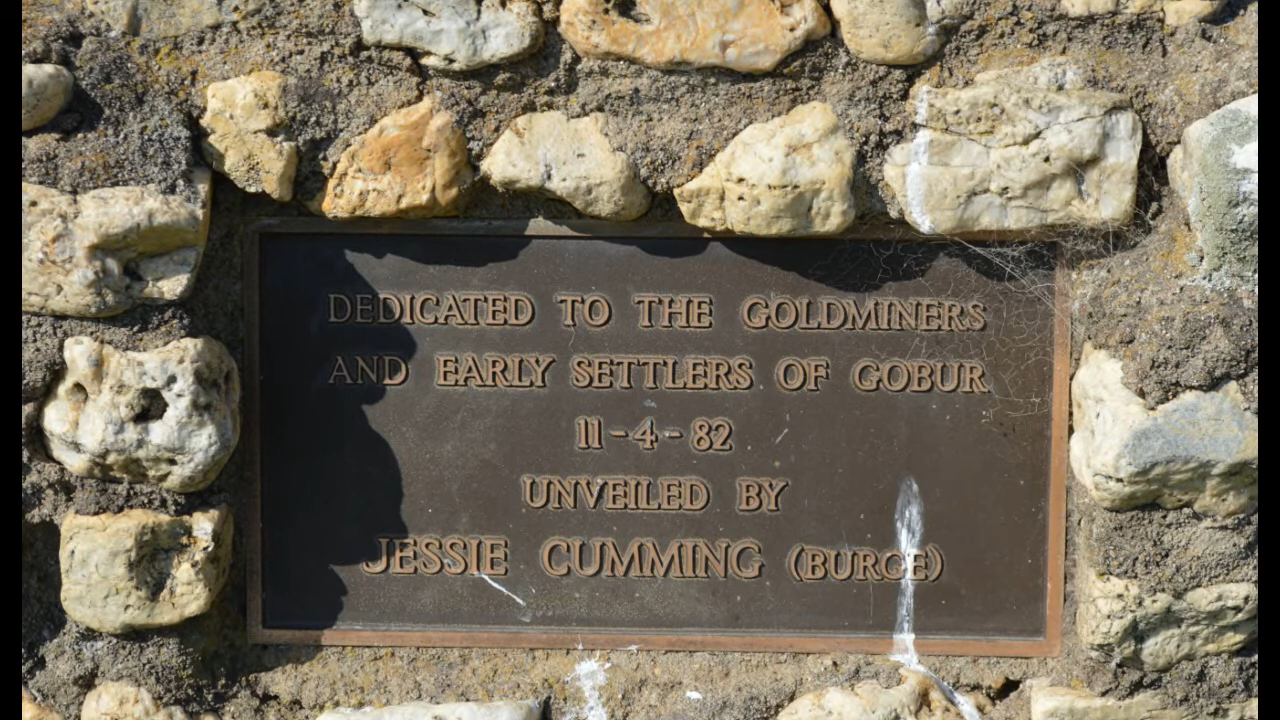 DEDICATED TO THE GOLDMINERS
AND EARLY SETTLERS OF GOBUR
11-4-82
UNVEILED BY
JESSIE CUMMING (BURGE)